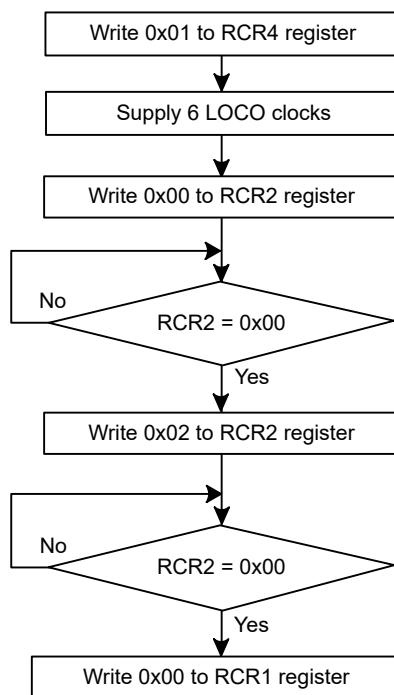 Write 0x01 to RCR4 register
Supply 6 LOCO clocks
Write 0x00 to RCR2 register
No
RCR2 = 0x00
Yes
Write 0x02 to RCR2 register
No
RCR2 = 0x00
Yes
Write 0x00 to RCR1 register